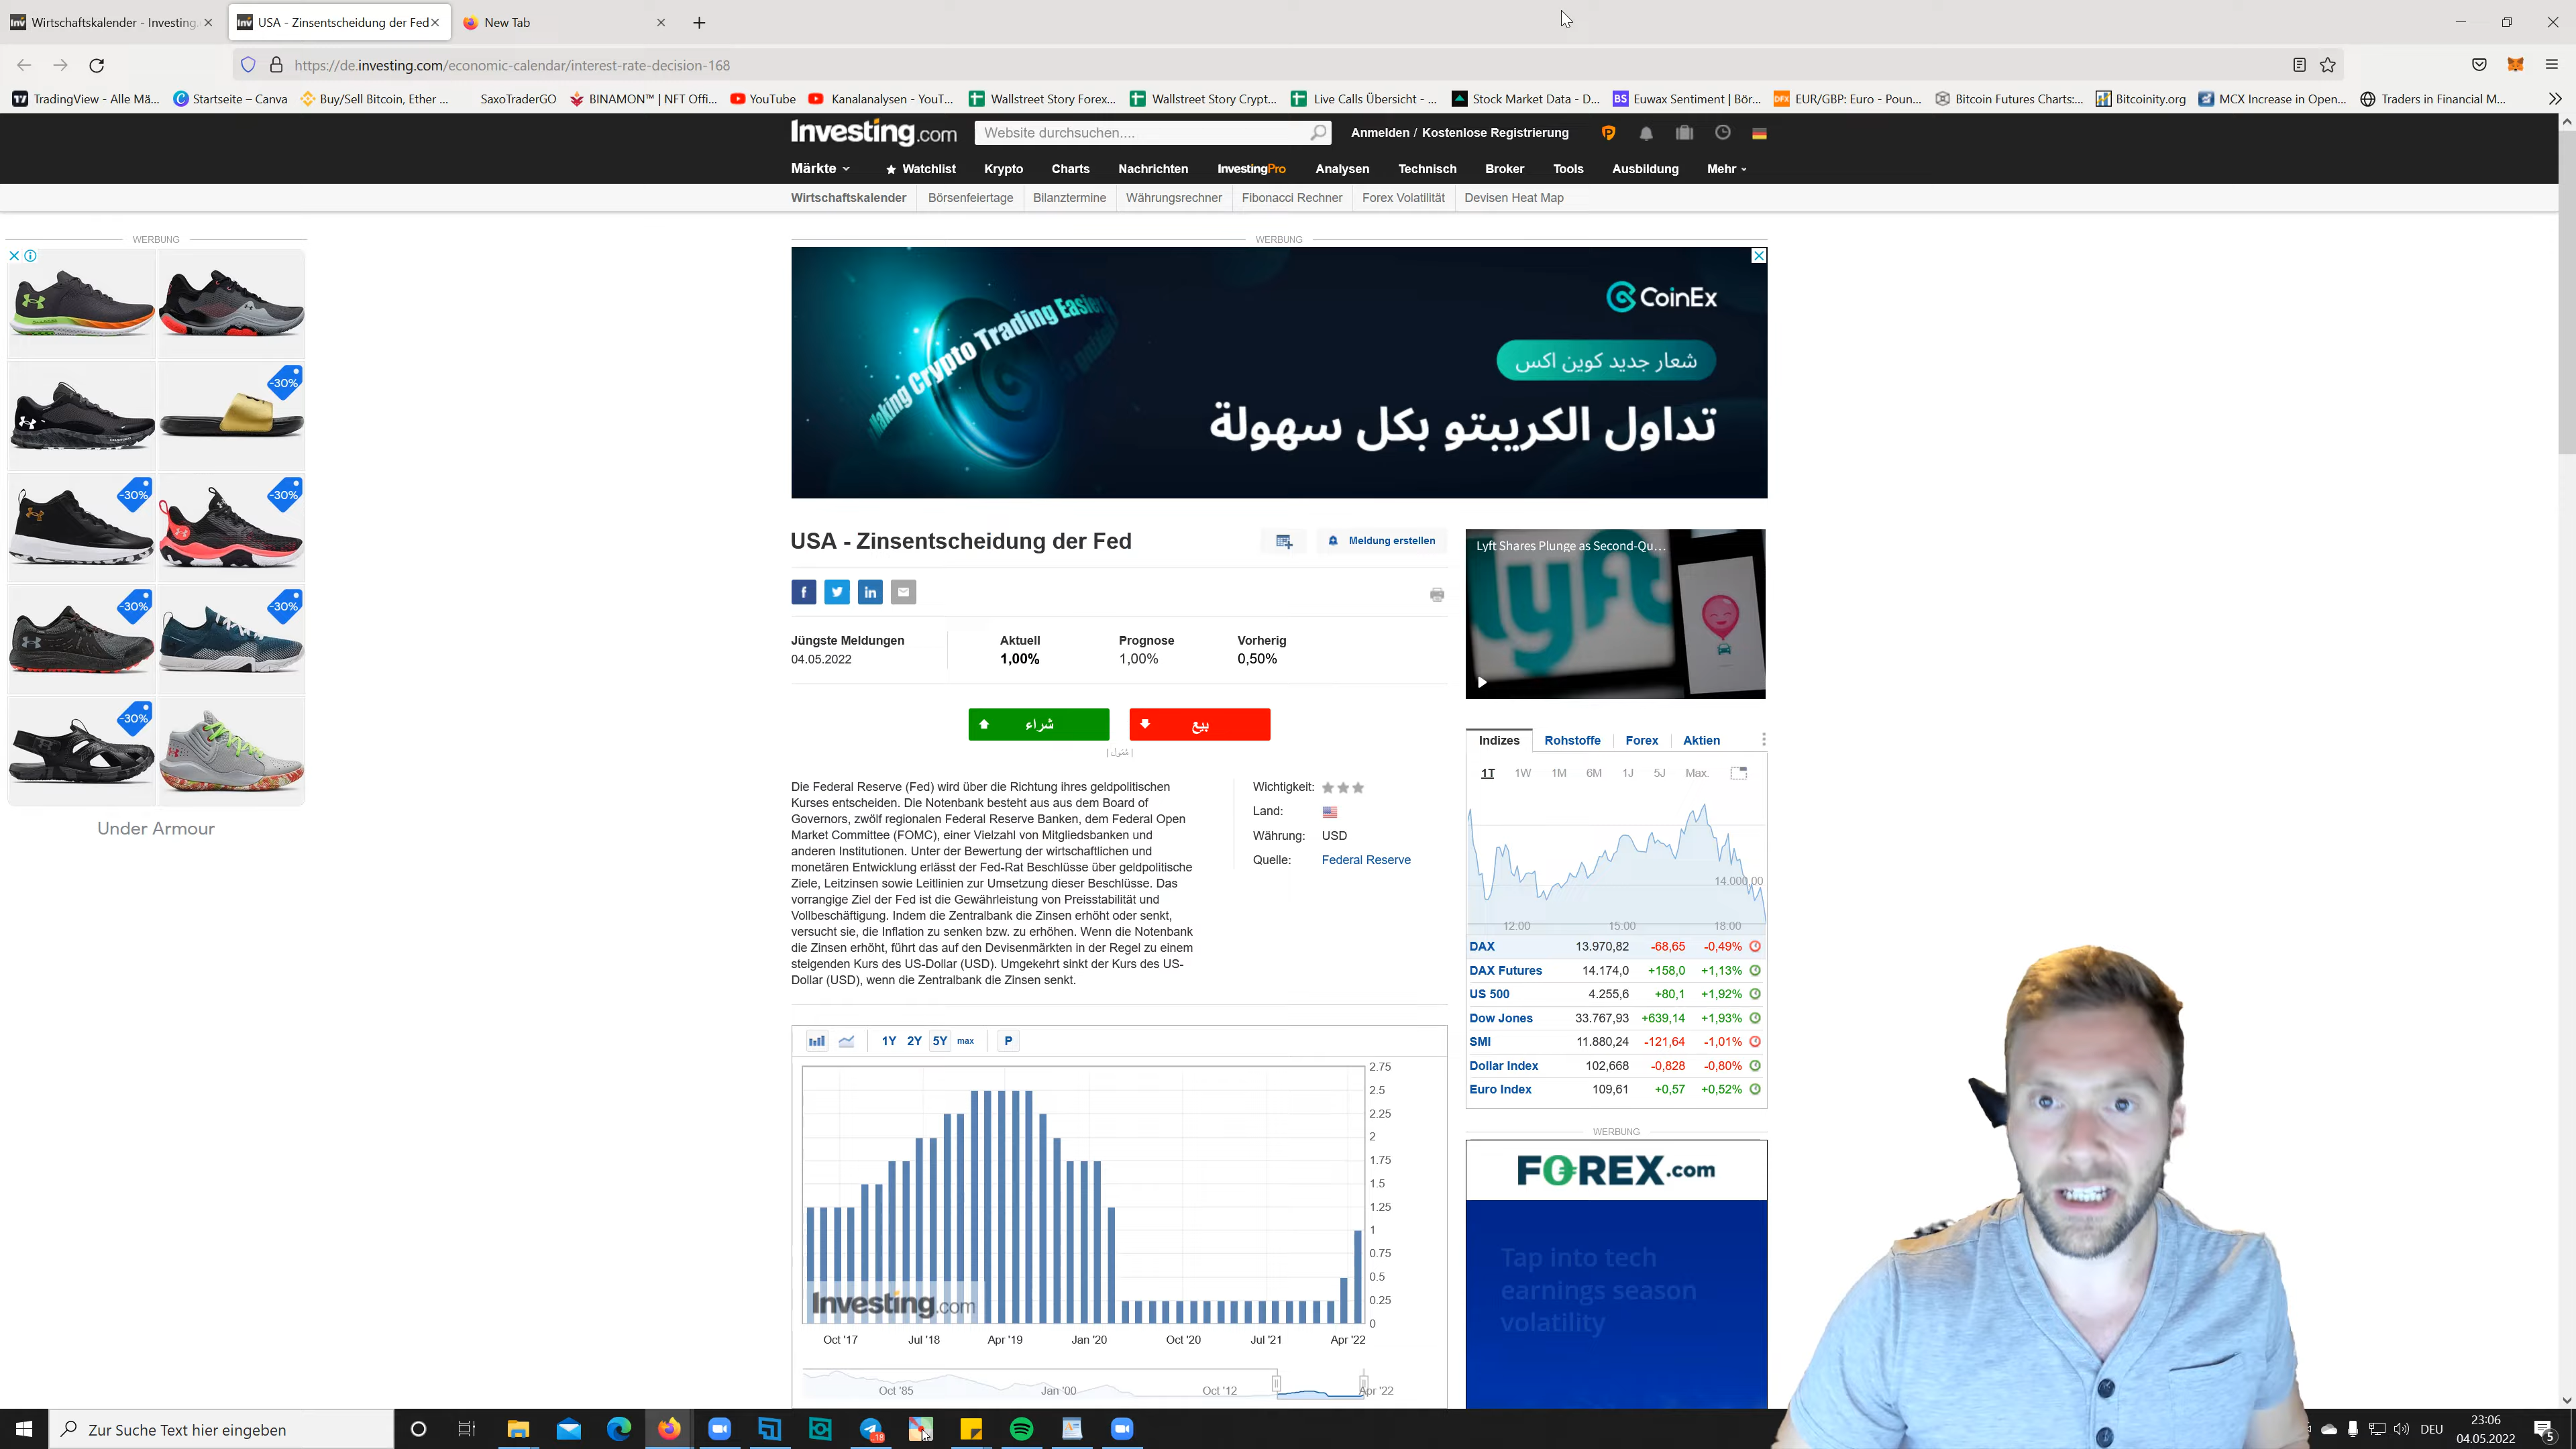 Wirtschaftskalender - Investing.
USA - Zinsentscheidung der Fed
New Tab
https://de.investing.com/economic-calendar/interest-rate-decision-168
TradingView - Alle Mä...
Startseite – Canva
Buy/Sell Bitcoin, Ether ...
SaxoTraderGO
BINAMON™ | NFT Offi...
YouTube
Kanalanalysen - YouT...
Wallstreet Story Forex...
Wallstreet Story Crypt...
Live Calls Übersicht - ...
Stock Market Data - D...
Euwax Sentiment | Bör...
EUR/GBP: Euro - Poun...
Bitcoin Futures Charts:...
Bitcoinity.org
MCX Increase in Open...
Traders in Financial M...
Investing.com
Website durchsuchen....
Anmelden / Kostenlose Registrierung
Märkte
Watchlist
Krypto
Charts
Nachrichten
InvestingPro
Analysen
Technisch
Broker
Tools
Ausbildung
Mehr
Wirtschaftskalender
Börsenfeiertage
Bilanztermine
Währungsrechner
Fibonacci Rechner
Forex Volatilität
Devisen Heat Map
WERBUNG
-30%
-30%
-30%
-30%
-30%
-30%
Under Armour
WERBUNG
Making Crypto Trading Easier
CoinEx
شعار جديد كوين اكس
تداول الكريبتو بكل سهولة
USA - Zinsentscheidung der Fed
Meldung erstellen
Jüngste Meldungen
04.05.2022
Aktuell
1,00%
Prognose
1,00%
Vorherig
0,50%
شراء
بيع
Die Federal Reserve (Fed) wird über die Richtung ihres geldpolitischen
Kurses entscheiden. Die Notenbank besteht aus aus dem Board of
Governors, zwölf regionalen Federal Reserve Banken, dem Federal Open
Market Committee (FOMC), einer Vielzahl von Mitgliedsbanken und
anderen Institutionen. Unter der Bewertung der wirtschaftlichen und
monetären Entwicklung erlässt der Fed-Rat Beschlüsse über geldpolitische
Ziele, Leitzinsen sowie Leitlinien zur Umsetzung dieser Beschlüsse. Das
vorrangige Ziel der Fed ist die Gewährleistung von Preisstabilität und
Vollbeschäftigung. Indem die Zentralbank die Zinsen erhöht oder senkt,
versucht sie, die Inflation zu senken bzw. zu erhöhen. Wenn die Notenbank
die Zinsen erhöht, führt das auf den Devisenmärkten in der Regel zu einem
steigenden Kurs des US-Dollar (USD). Umgekehrt sinkt der Kurs des US-
Dollar (USD), wenn die Zentralbank die Zinsen senkt.
Wichtigkeit:
Land:
Währung: USD
Quelle: Federal Reserve
1Y 2Y 5Y max P
2.75
2.5
2.25
2
1.75
1.5
1.25
1
0.75
0.5
0.25
0
Investing.com
Oct '17 Jul '18 Apr '19 Jan '20 Oct '20 Jul '21 Apr '22
Oct '85 Jan '00 Oct '12 Apr '22
Lyft Shares Plunge as Second-Qu...
lyft
Indizes Rohstoffe Forex Aktien
1T 1W 1M 6M 1J 5J Max.
14.000,00
12:00 15:00 18:00
DAX 13.970,82 -68,65 -0,49%
DAX Futures 14.174,0 +158,0 +1,13%
US 500 4.255,6 +80,1 +1,92%
Dow Jones 33.767,93 +639,14 +1,93%
SMI 11.880,24 -121,64 -1,01%
Dollar Index 102,668 -0,828 -0,80%
Euro Index 109,61 +0,57 +0,52%
WERBUNG
FOREX.com
Tap into tech
earnings season
volatility
Zur Suche Text hier eingeben
18
DEU
23:06
04.05.2022
5